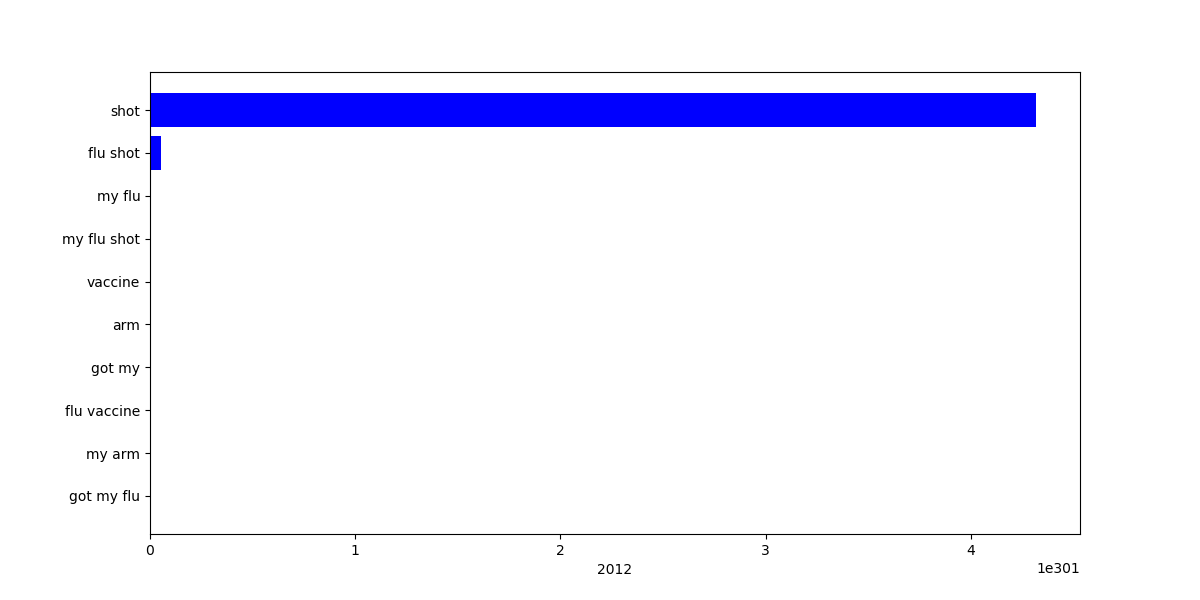 shot
flu shot
my flu
my flu shot
vaccine
arm
got my
flu vaccine
my arm
got my flu
0 1 2 3 4
2012
1e301